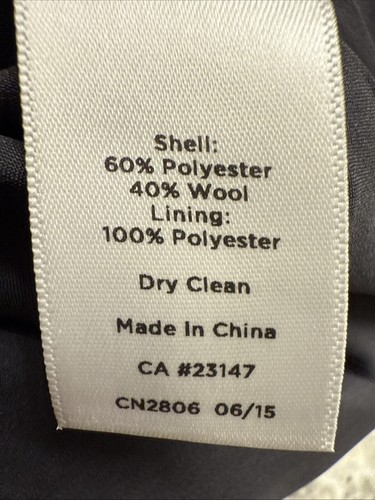 Shell:
60% Polyester
40% Wool
Lining:
100% Polyester
Dry Clean
Made In China
CA #23147
CN2806 06/15